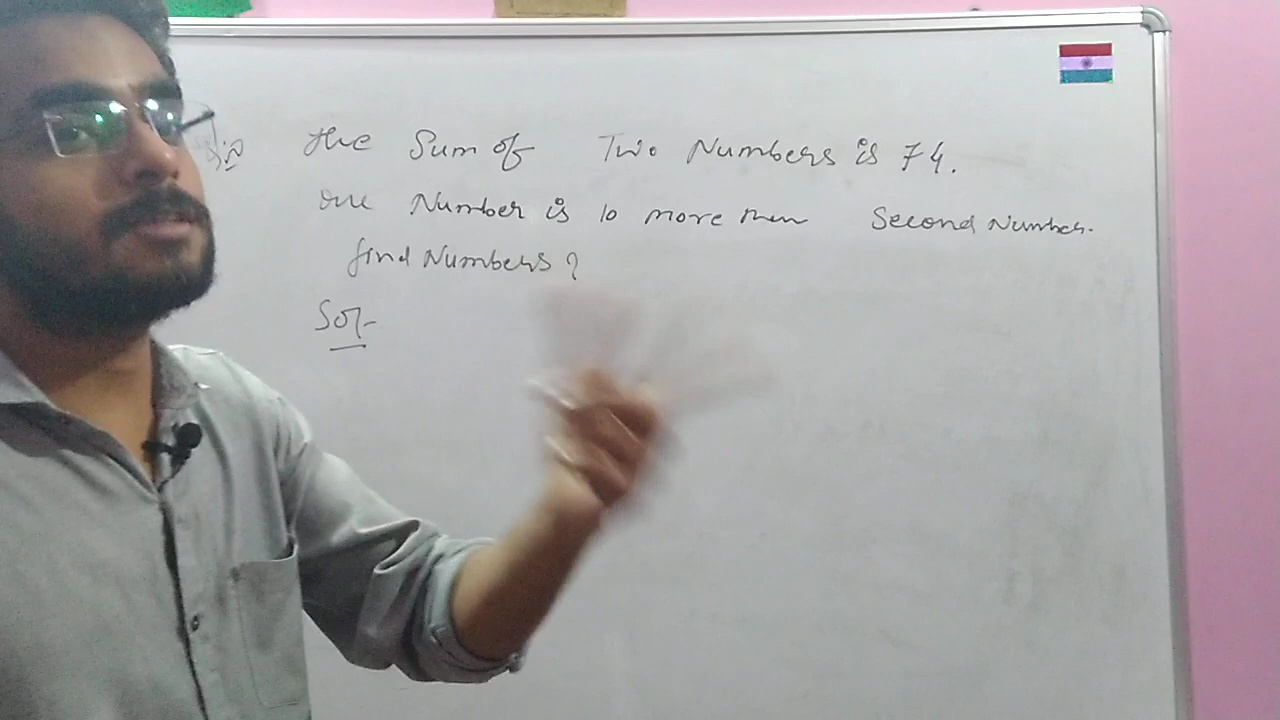 The Sum of Two Numbers is 74.
One Number is 10 more than Second Number.
find Numbers?
Sol-